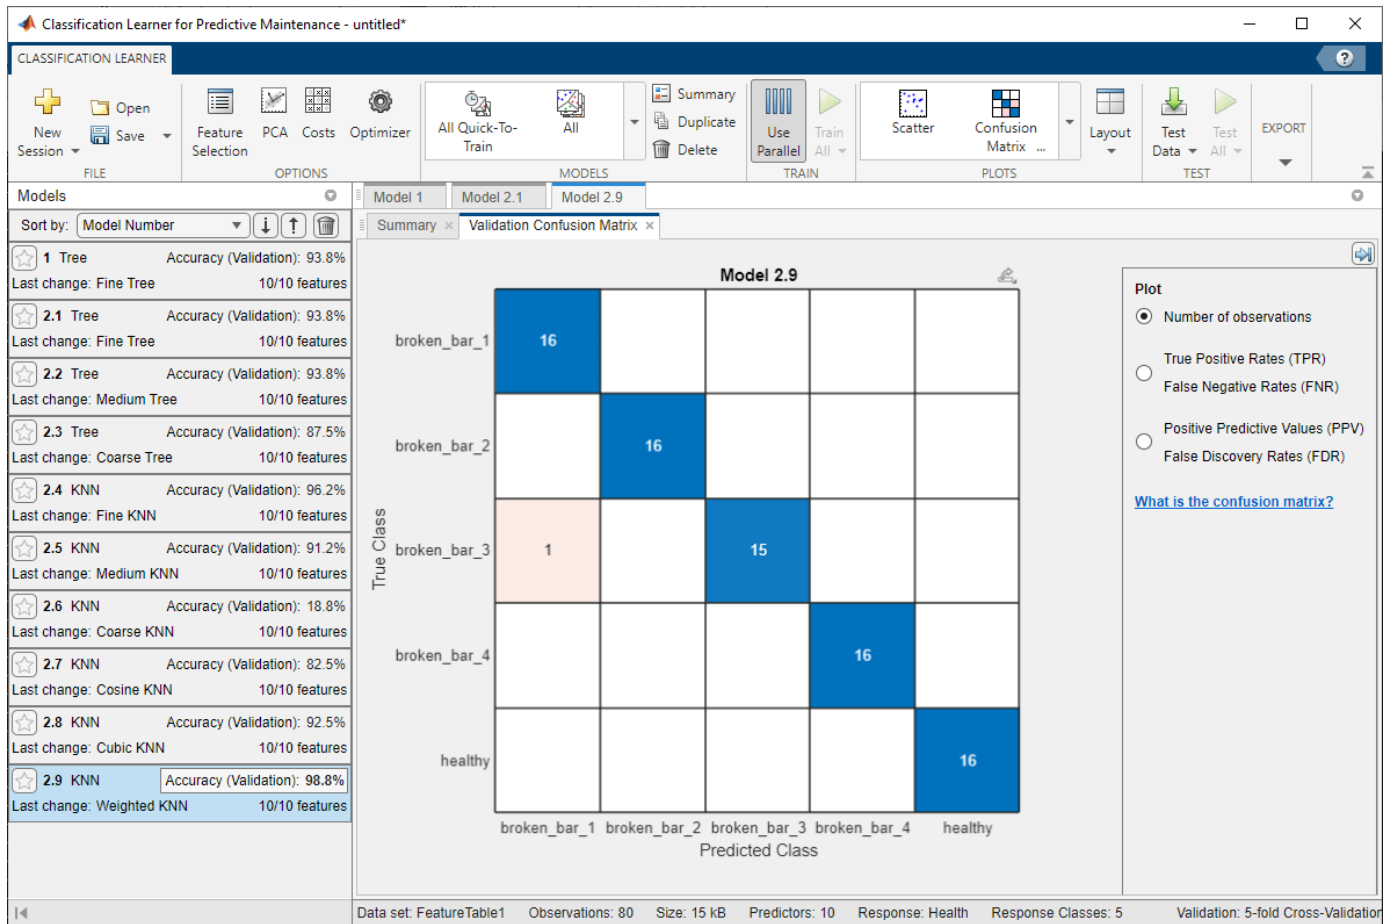 Classification Learner for Predictive Maintenance - untitled*
CLASSIFICATION LEARNER
?
New Session
Open
Save
FILE
Feature Selection
PCA
Costs
Optimizer
OPTIONS
All Quick-To-Train
All
Summary
Duplicate
Delete
MODELS
Use Parallel
Train All
TRAIN
Scatter
Confusion Matrix ...
Layout
PLOTS
Test Data
Test All
TEST
EXPORT
Models
Sort by: Model Number
1 Tree Accuracy (Validation): 93.8%
Last change: Fine Tree 10/10 features
2.1 Tree Accuracy (Validation): 93.8%
Last change: Fine Tree 10/10 features
2.2 Tree Accuracy (Validation): 93.8%
Last change: Medium Tree 10/10 features
2.3 Tree Accuracy (Validation): 87.5%
Last change: Coarse Tree 10/10 features
2.4 KNN Accuracy (Validation): 96.2%
Last change: Fine KNN 10/10 features
2.5 KNN Accuracy (Validation): 91.2%
Last change: Medium KNN 10/10 features
2.6 KNN Accuracy (Validation): 18.8%
Last change: Coarse KNN 10/10 features
2.7 KNN Accuracy (Validation): 82.5%
Last change: Cosine KNN 10/10 features
2.8 KNN Accuracy (Validation): 92.5%
Last change: Cubic KNN 10/10 features
2.9 KNN Accuracy (Validation): 98.8%
Last change: Weighted KNN 10/10 features
Model 1 Model 2.1 Model 2.9
Summary × Validation Confusion Matrix ×
Model 2.9
True Class
broken_bar_1 16
broken_bar_2 16
broken_bar_3 1 15
broken_bar_4 16
healthy 16
broken_bar_1 broken_bar_2 broken_bar_3 broken_bar_4 healthy
Predicted Class
Plot
Number of observations
True Positive Rates (TPR)
False Negative Rates (FNR)
Positive Predictive Values (PPV)
False Discovery Rates (FDR)
What is the confusion matrix?
Data set: FeatureTable1 Observations: 80 Size: 15 kB Predictors: 10 Response: Health Response Classes: 5 Validation: 5-fold Cross-Validation